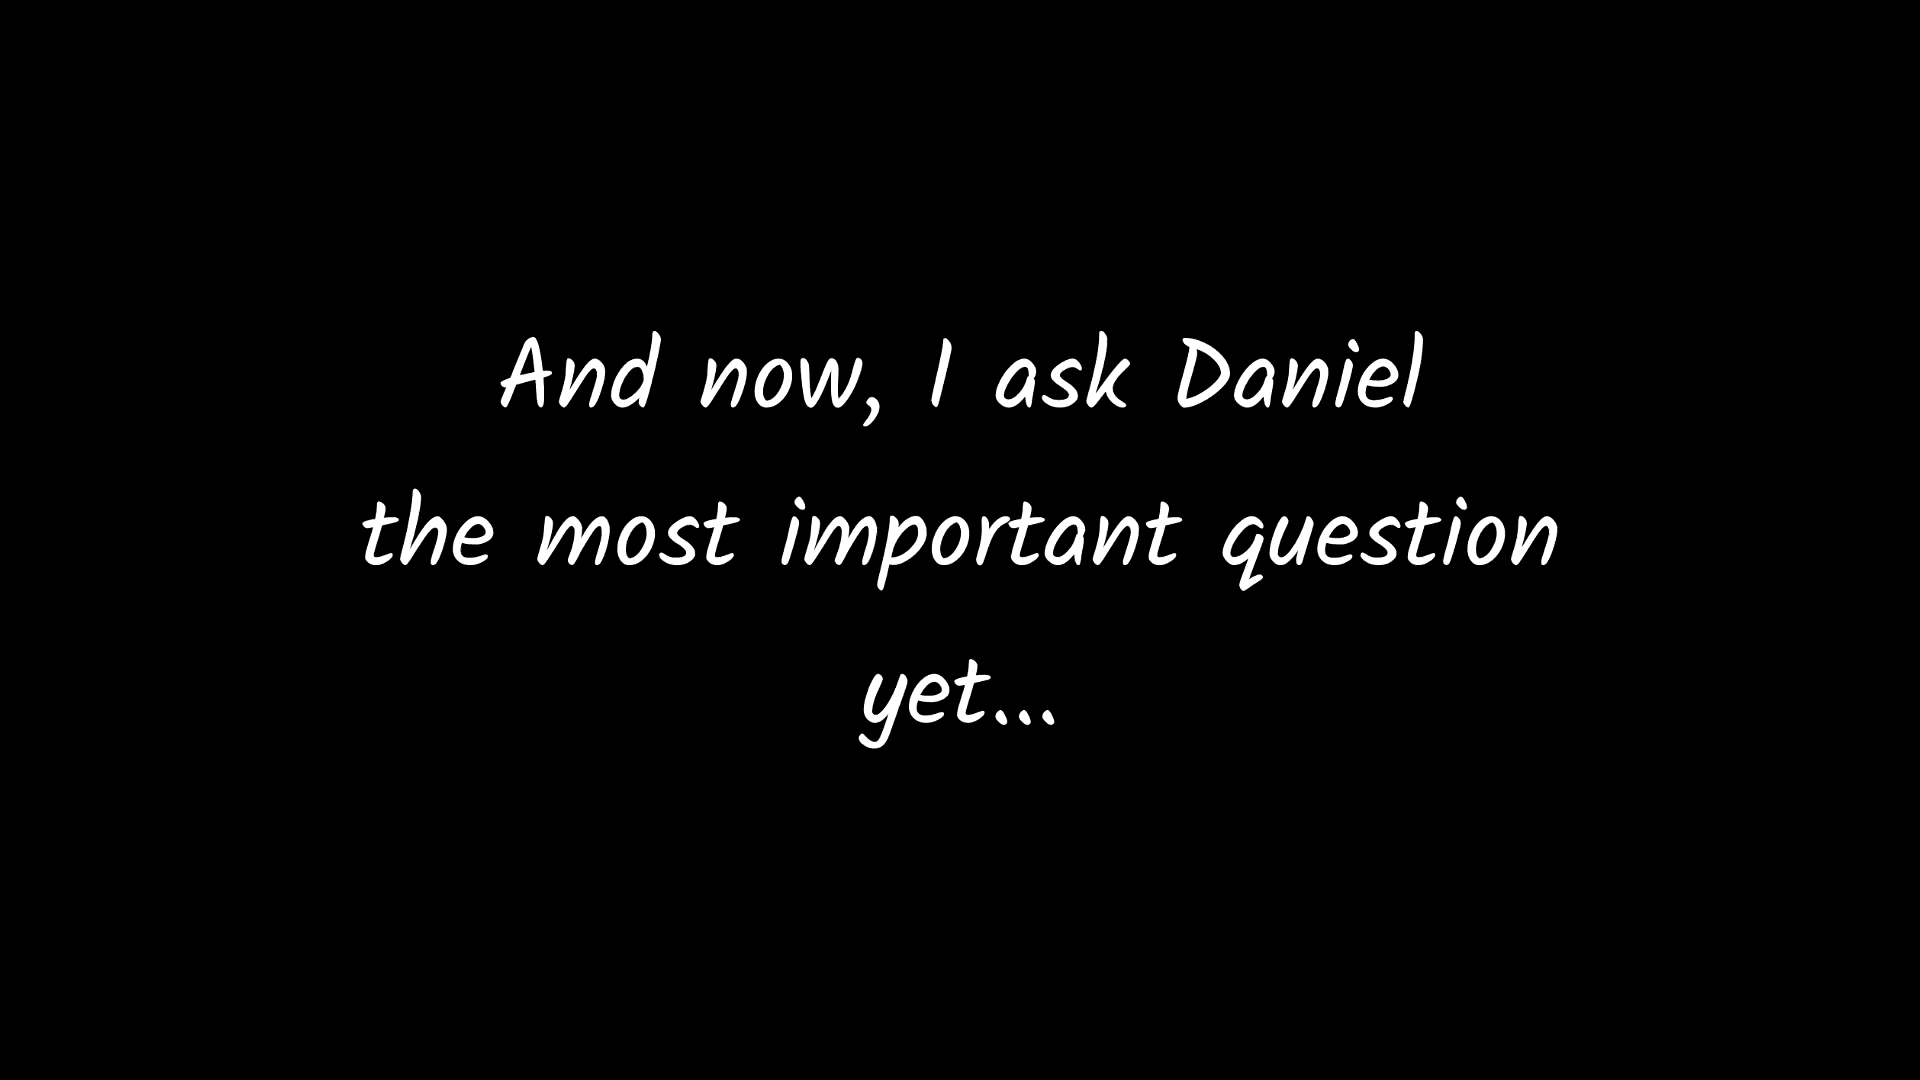 And now, I ask Daniel
the most important question
yet...